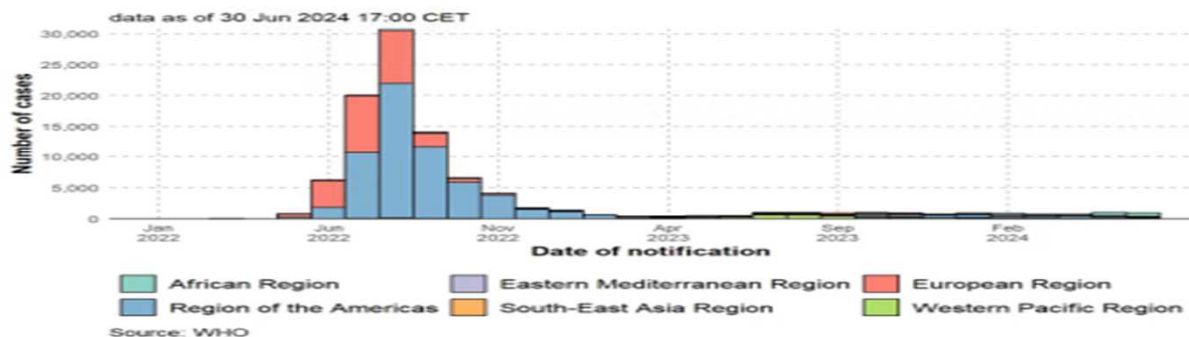 data as of 30 Jun 2024 17:00 CET
Number of cases
30,000
25,000
20,000
15,000
10,000
5,000
0
Jan 2022
Jun 2022
Nov 2022
Apr 2023
Sep 2023
Feb 2024
Date of notification
African Region
Eastern Mediterranean Region
European Region
Region of the Americas
South-East Asia Region
Western Pacific Region
Source: WHO